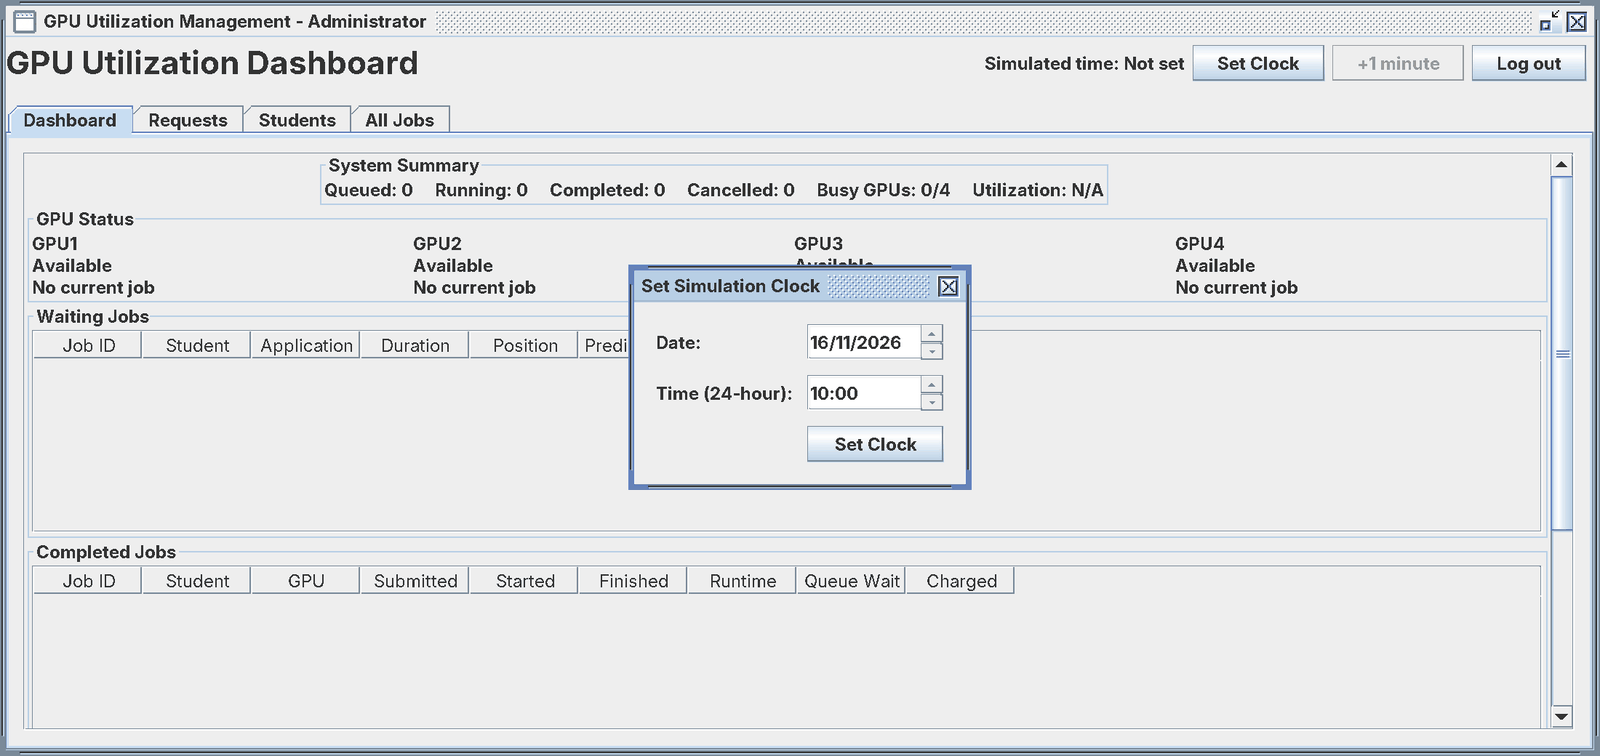 GPU Utilization Management - Administrator
GPU Utilization Dashboard
Simulated time: Not set
Set Clock
+1 minute
Log out
Dashboard
Requests
Students
All Jobs
System Summary
Queued: 0 Running: 0 Completed: 0 Cancelled: 0 Busy GPUs: 0/4 Utilization: N/A
GPU Status
GPU1 GPU2 GPU3 GPU4
Available Available Available Available
No current job No current job No current job
Set Simulation Clock
Date: 16/11/2026
Time (24-hour): 10:00
Set Clock
Waiting Jobs
Job ID Student Application Duration Position Predi
Completed Jobs
Job ID Student GPU Submitted Started Finished Runtime Queue Wait Charged